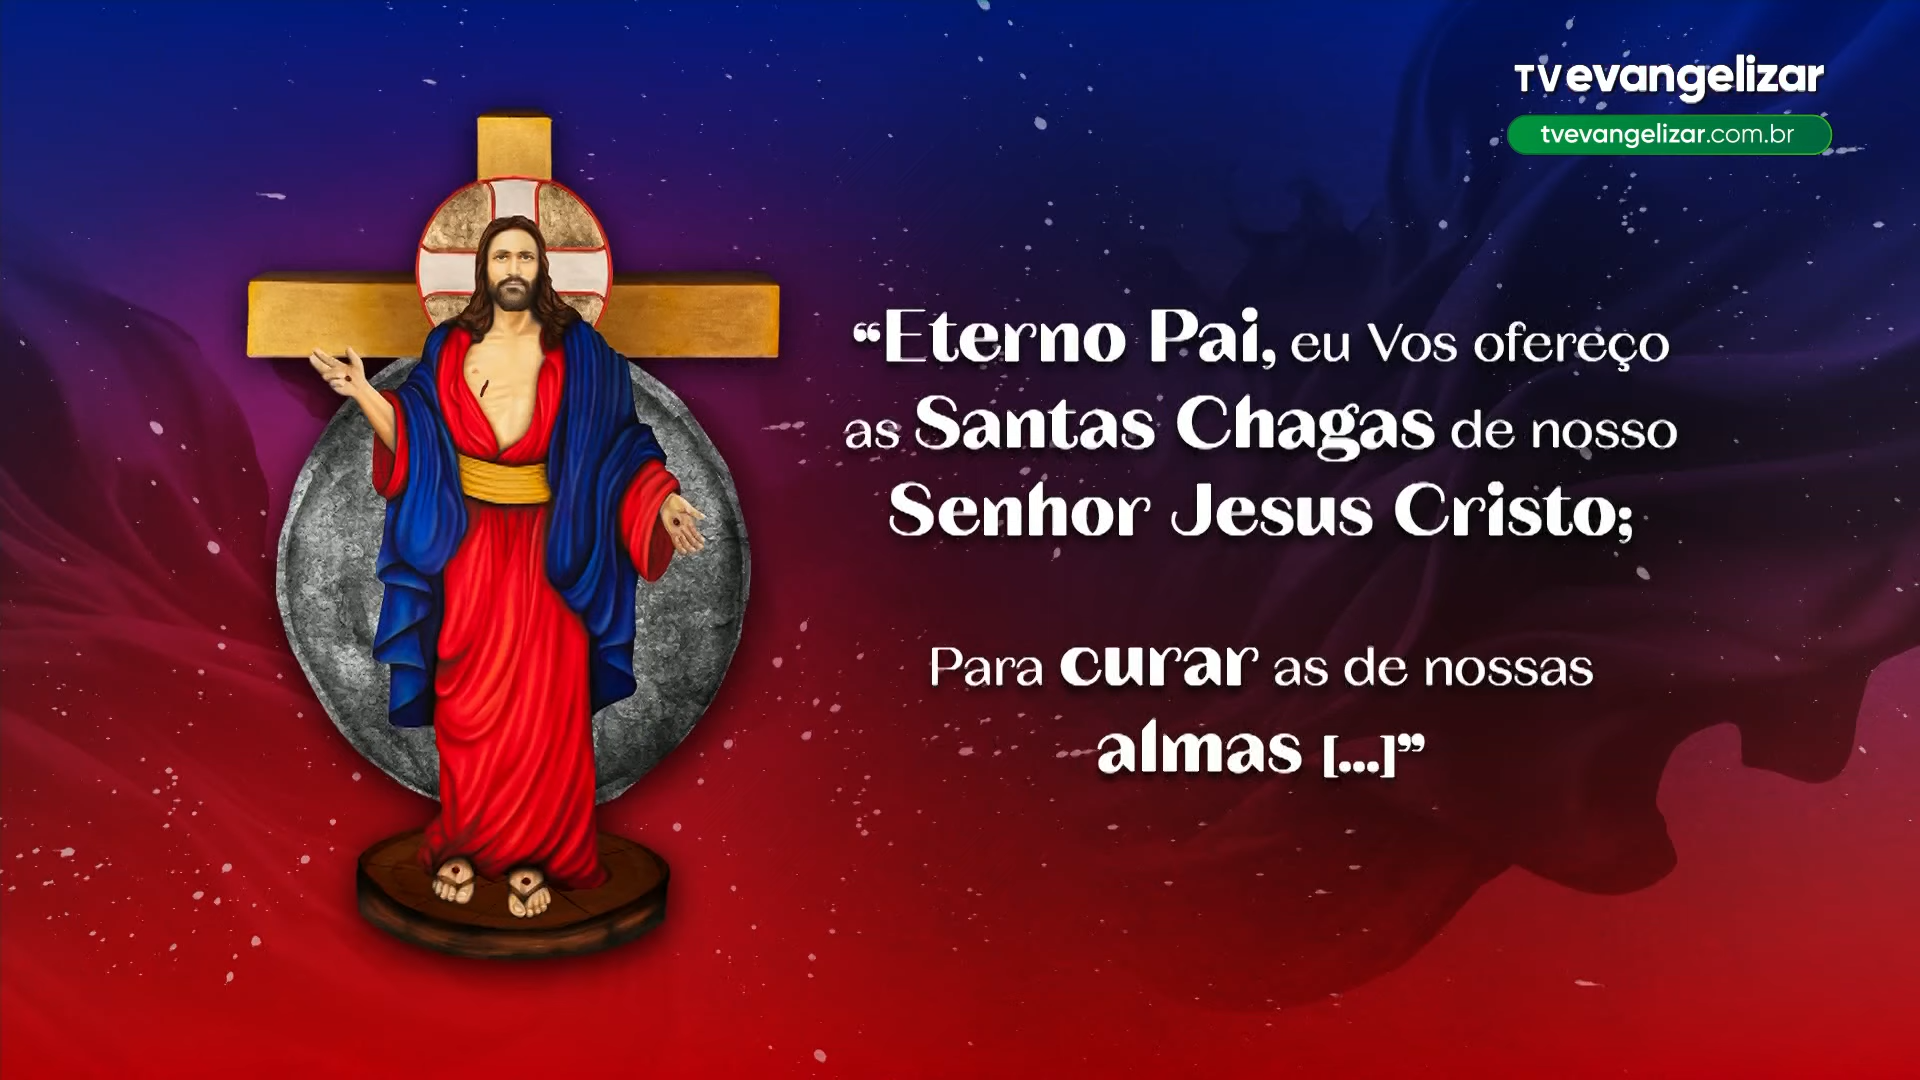 TVevangelizar
tvevangelizar.com.br
“Eterno Pai, eu Vos ofereço
as Santas Chagas de nosso
Senhor Jesus Cristo;
Para curar as de nossas
almas [...]”